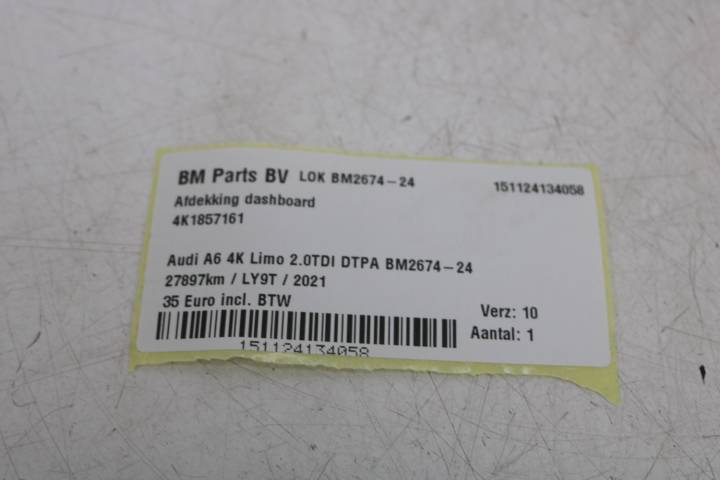 BM Parts BV LOK BM2674-24 151124134058
Afdekking dashboard
4K1857161
Audi A6 4K Limo 2.0TDI DTPA BM2674-24
27897km / LY9T / 2021
35 Euro incl. BTW
Verz: 10
Aantal: 1
151124134058